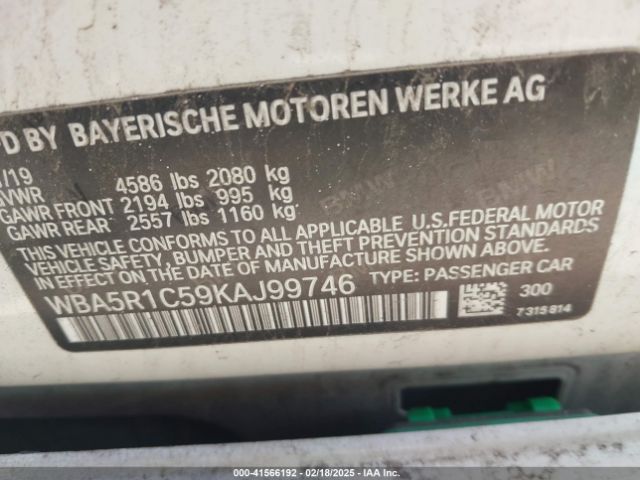 BY BAYERISCHE MOTOREN WERKE AG
/19
GVWR 4586 lbs 2080 kg
GAWR FRONT 2194 lbs 995 kg
GAWR REAR 2557 lbs 1160 kg
THIS VEHICLE CONFORMS TO ALL APPLICABLE U.S.FEDERAL MOTOR
VEHICLE SAFETY, BUMPER AND THEFT PREVENTION STANDARDS
IN EFFECT ON THE DATE OF MANUFACTURE SHOWN ABOVE.
WBA5R1C59KAJ99746 TYPE: PASSENGER CAR
300
7315814
000-41566192 - 02/18/2025 - IAA Inc.